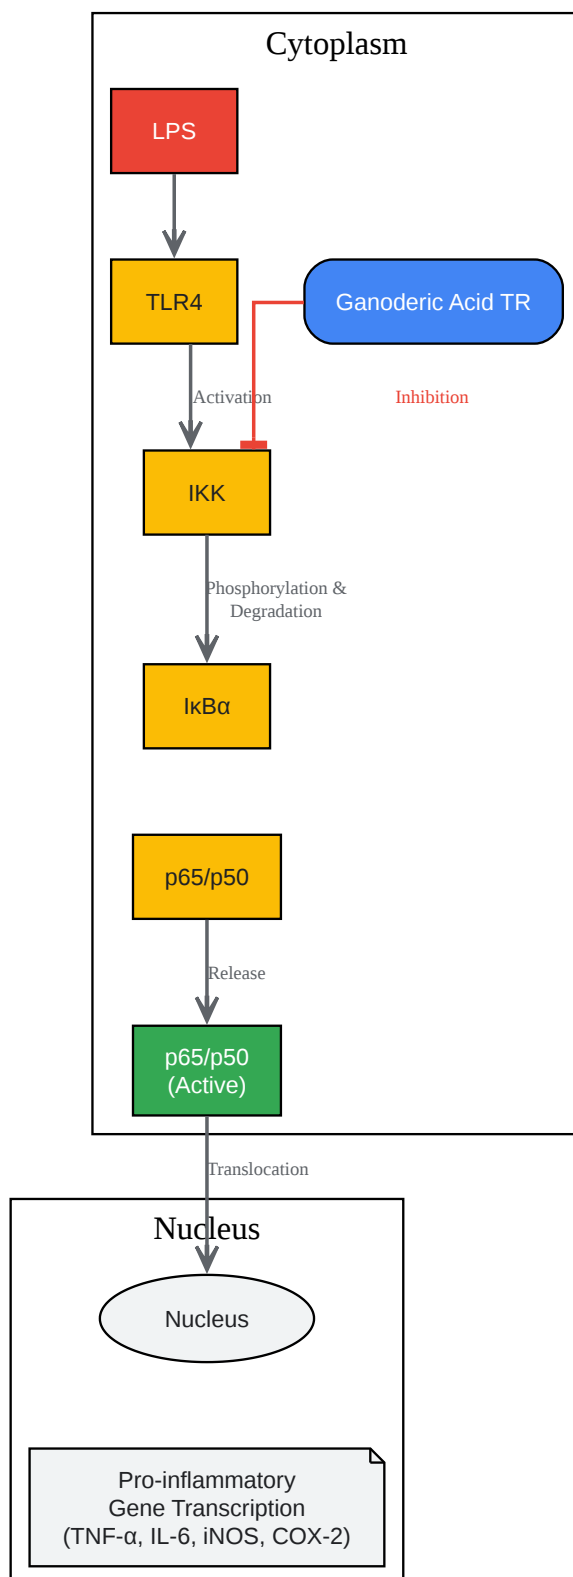 Cytoplasm
LPS
TLR4
Ganoderic Acid TR
Activation
Inhibition
IKK
Phosphorylation &
Degradation
IκBα
p65/p50
Release
p65/p50
(Active)
Translocation
Nucleus
Nucleus
Pro-inflammatory
Gene Transcription
(TNF-α, IL-6, iNOS, COX-2)